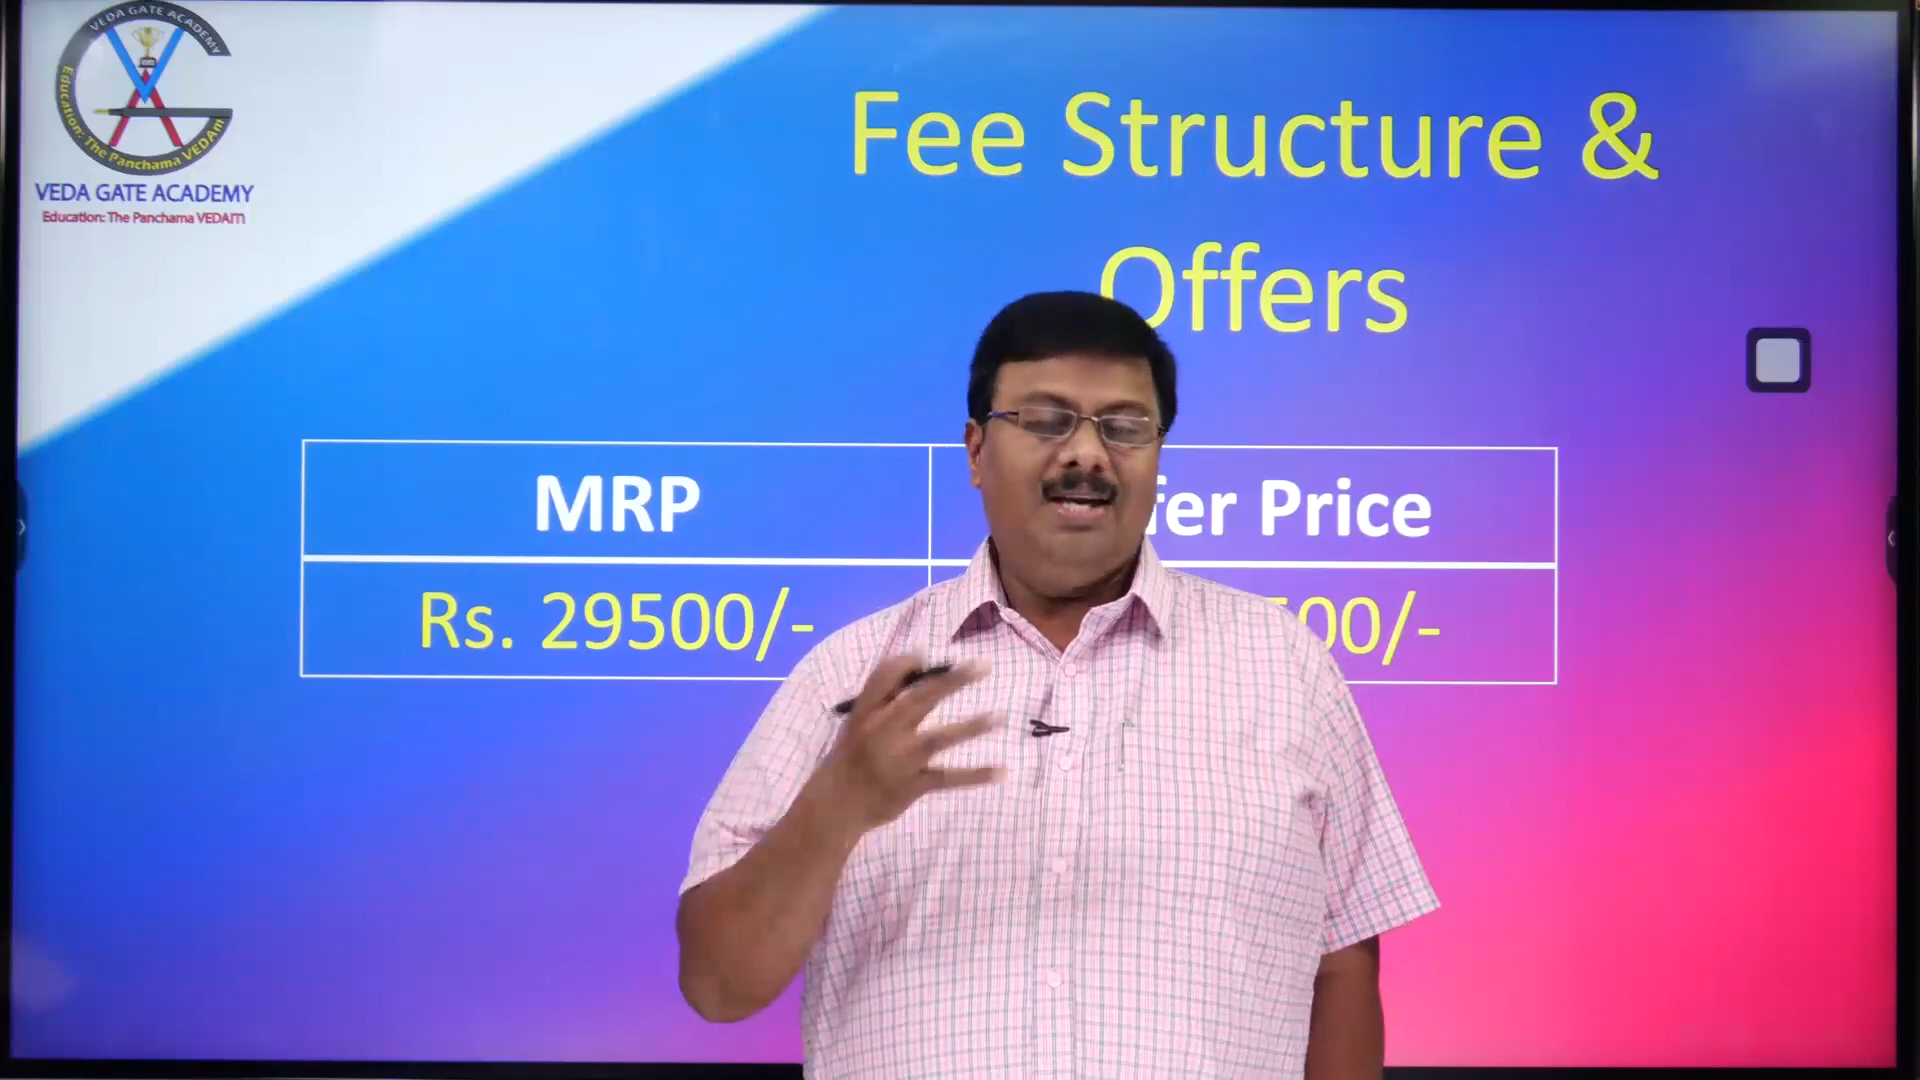 VEDA GATE ACADEMY
Education: The Panchama VEDAm
VEDA GATE ACADEMY
Education: The Panchama VEDAm
Fee Structure &
Offers
MRP
fer Price
Rs. 29500/-
00/-